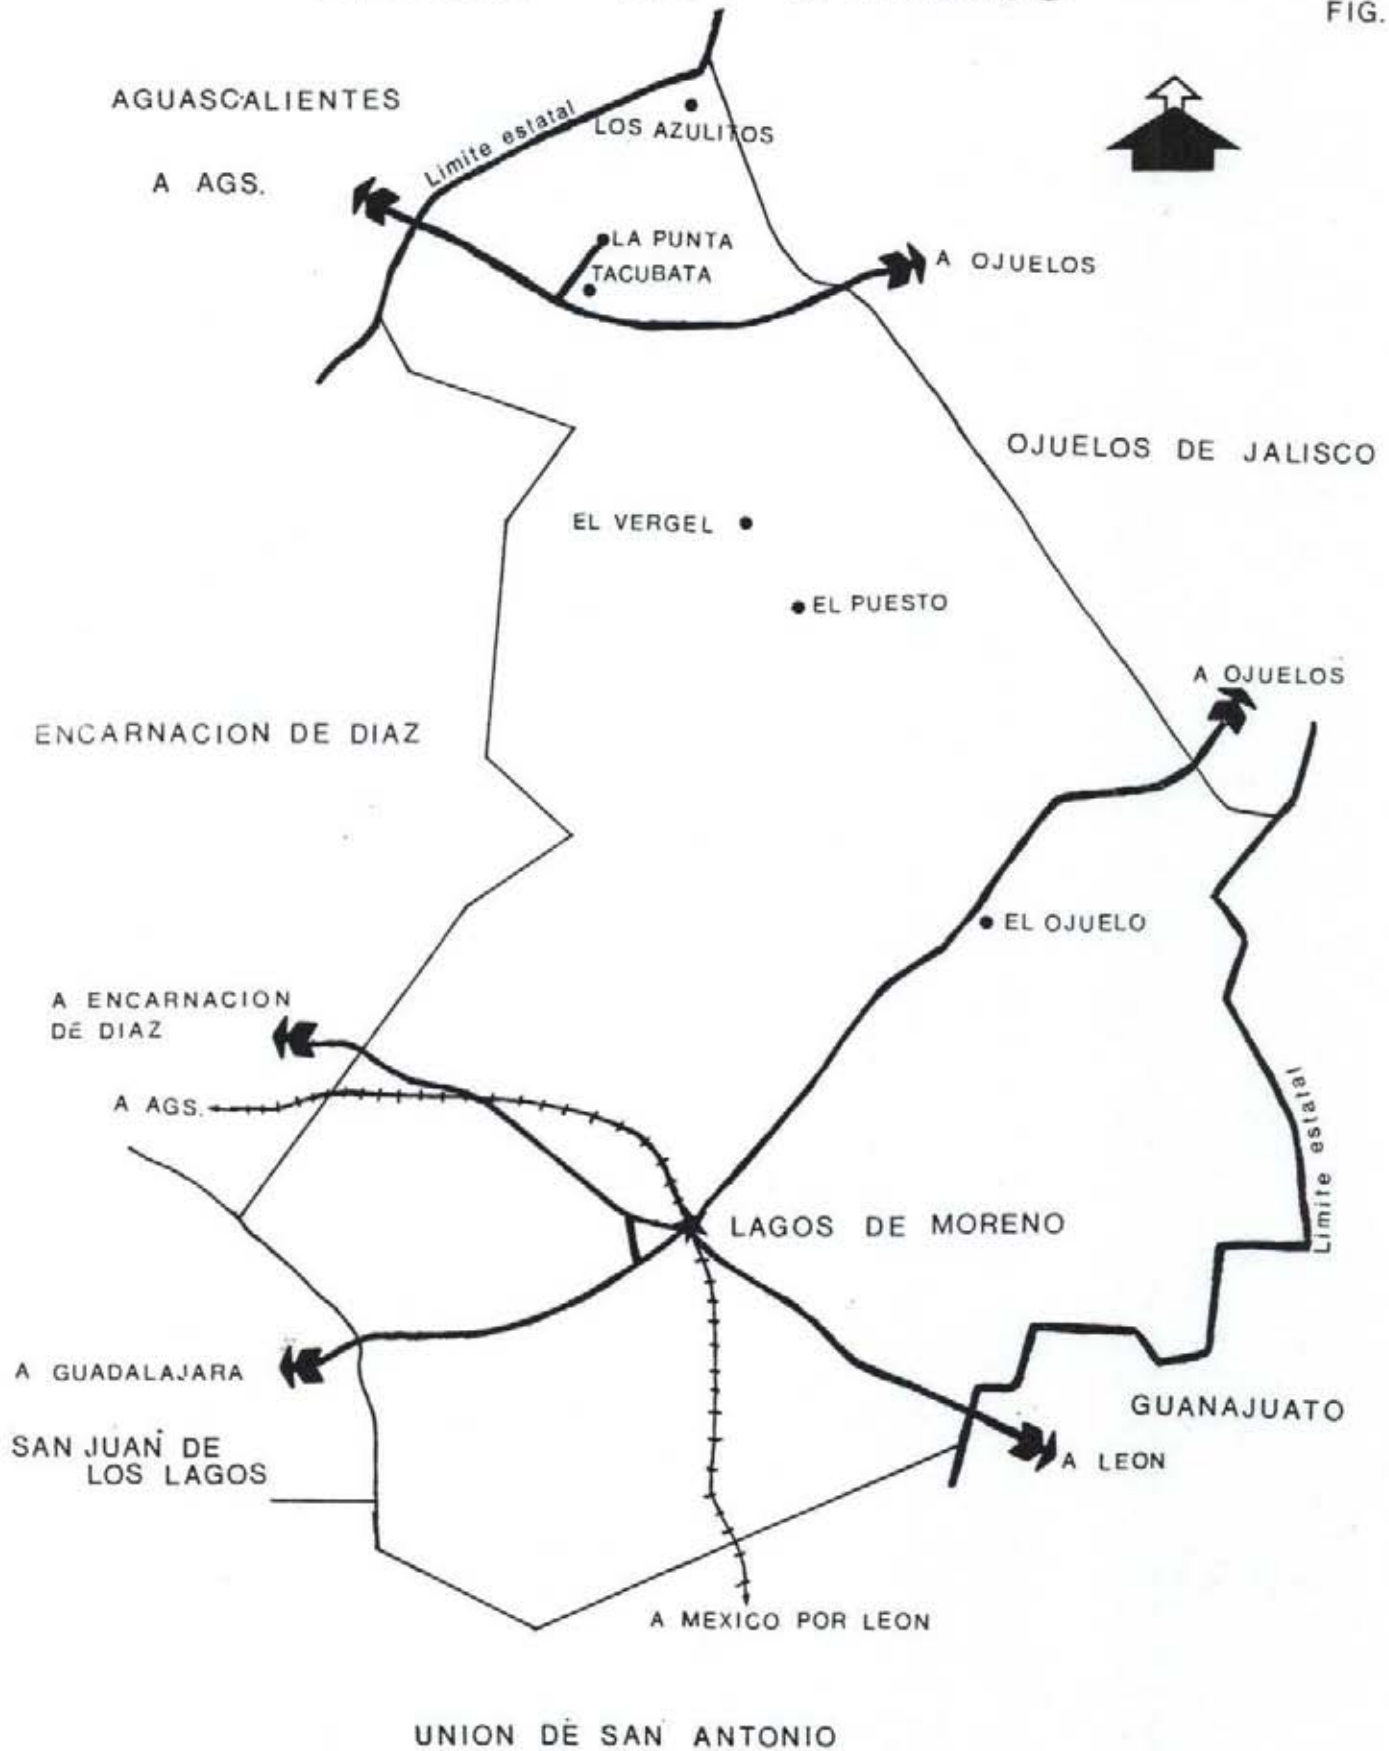 FIG.
AGUASCALIENTES
Limite estatal
LOS AZULITOS
A AGS.
LA PUNTA
TACUBATA
A OJUELOS
OJUELOS DE JALISCO
EL VERGEL
EL PUESTO
A OJUELOS
ENCARNACION DE DIAZ
EL OJUELO
A ENCARNACION
DE DIAZ
A AGS.
Limite estatal
LAGOS DE MORENO
A GUADALAJARA
GUANAJUATO
SAN JUAN DE
LOS LAGOS
A LEON
A MEXICO POR LEON
UNION DE SAN ANTONIO